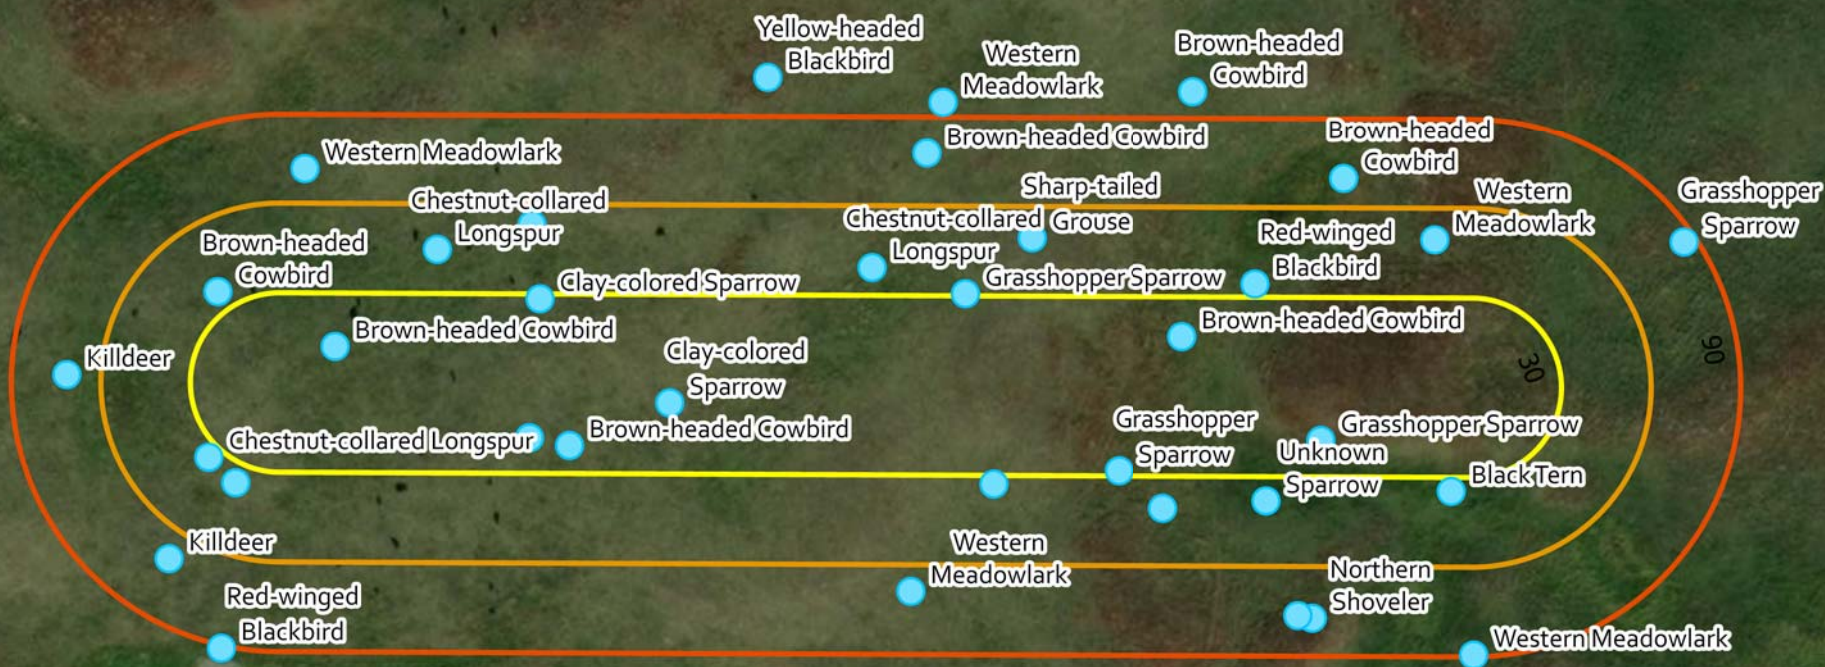 Yellow-headed
Blackbird
Western
Meadowlark
Brown-headed
Cowbird
Brown-headed Cowbird
Brown-headed
Cowbird
Western Meadowlark
Sharp-tailed
Grouse
Western
Meadowlark
Grasshopper
Sparrow
Chestnut-collared
Longspur
Chestnut-collared
Longspur
Red-winged
Blackbird
Brown-headed
Cowbird
Clay-colored Sparrow
Grasshopper Sparrow
Brown-headed Cowbird
Brown-headed Cowbird
Killdeer
Clay-colored
Sparrow
30
90
Chestnut-collared Longspur
Brown-headed Cowbird
Grasshopper
Sparrow
Grasshopper Sparrow
Unknown
Sparrow
Black Tern
Killdeer
Western
Meadowlark
Northern
Shoveler
Red-winged
Blackbird
Western Meadowlark